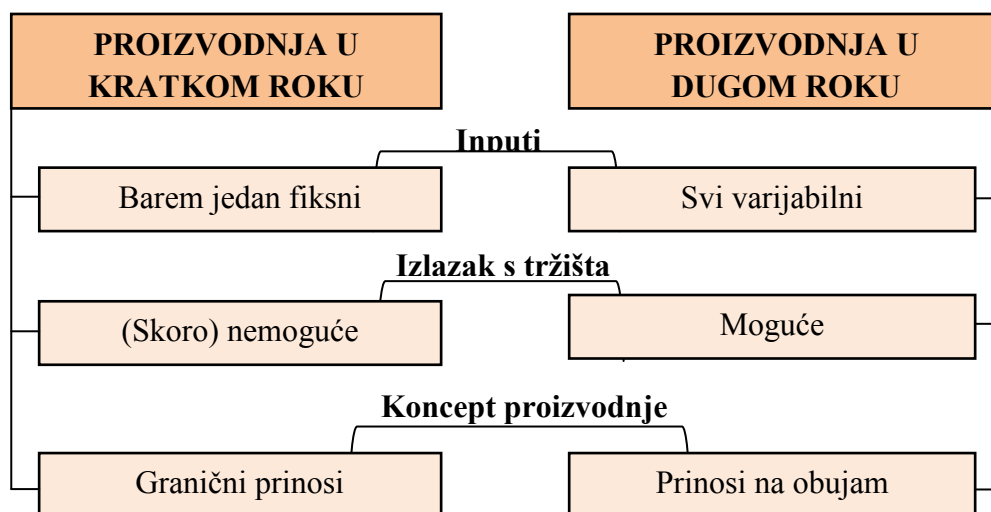 PROIZVODNJA U
KRATKOM ROKU
PROIZVODNJA U
DUGOM ROKU
Inputi
Barem jedan fiksni
Svi varijabilni
Izlazak s tržišta
(Skoro) nemoguće
Moguće
Koncept proizvodnje
Granični prinosi
Prinosi na obujam